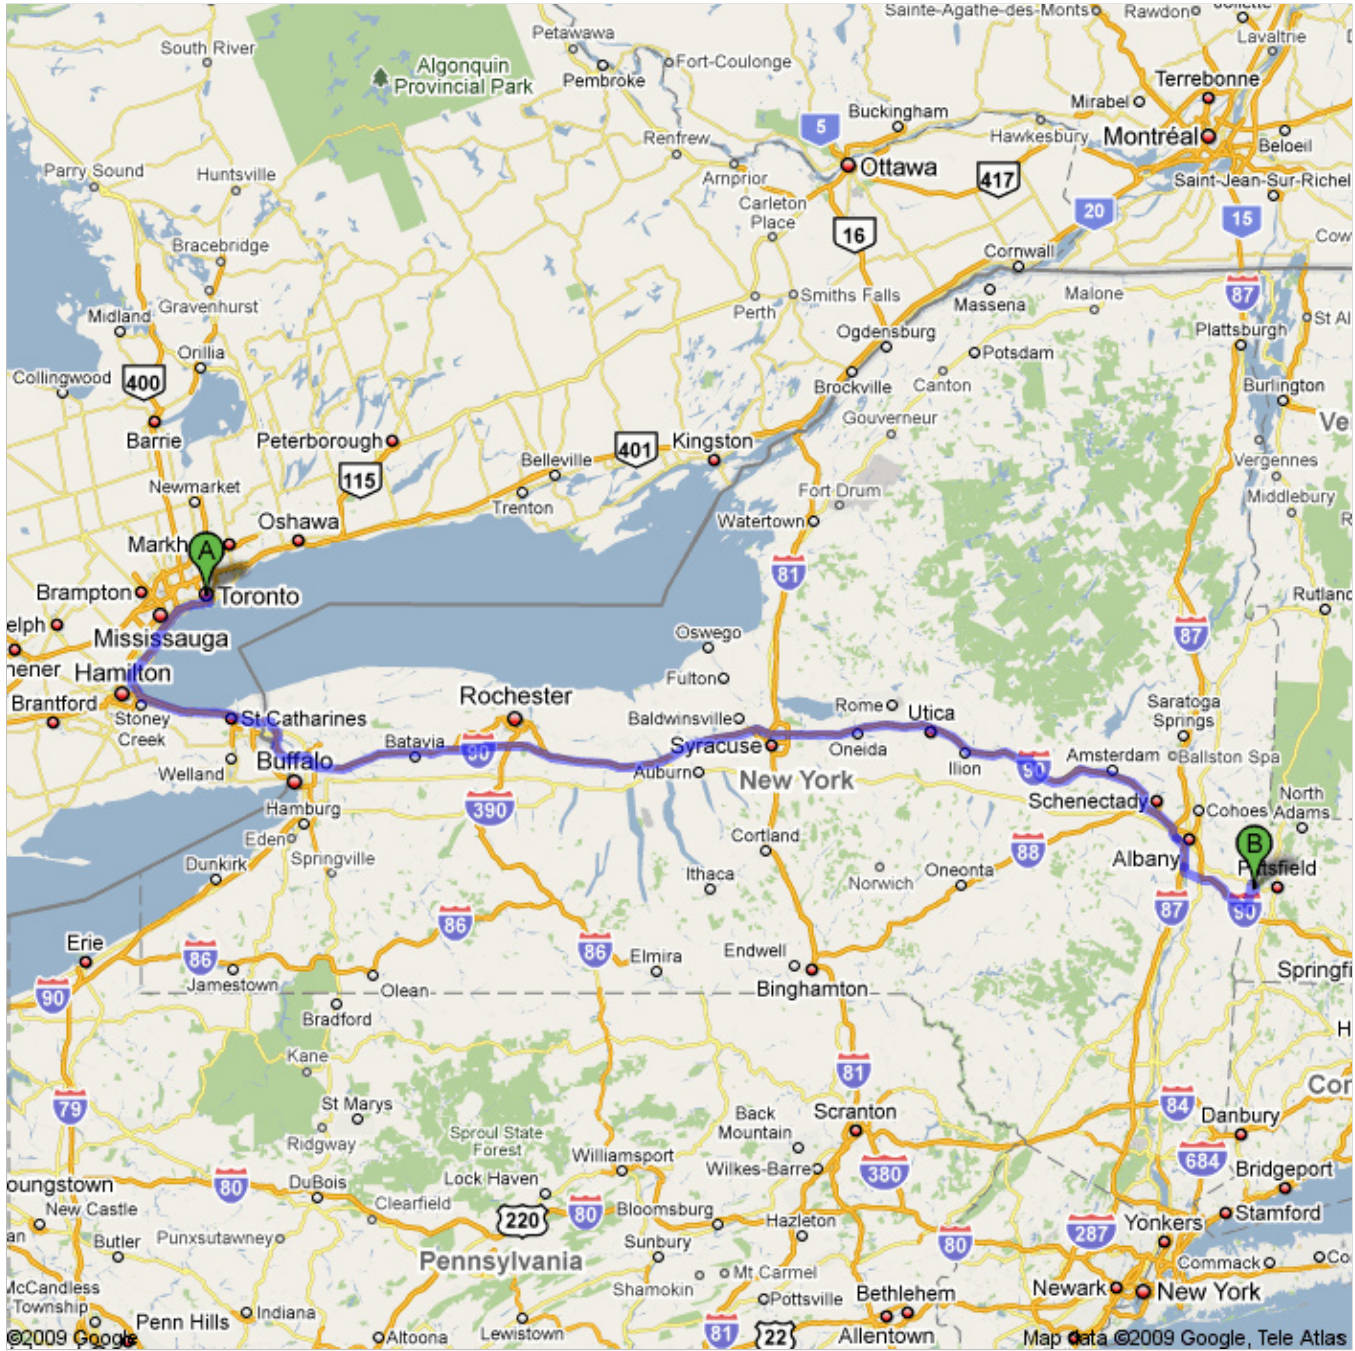 Sainte-Agathe-des-Monts
Rawdon
Lavaltrie
South River
Petawawa
Pembroke
Fort-Coulonge
Algonquin
Provincial Park
Terrebonne
Mirabel
Buckingham
Hawkesbury
Montréal
Beloeil
5
Renfrew
Ottawa
Arnprior
417
Parry Sound
Huntsville
Carleton
Place
Saint-Jean-Sur-Richel
20
15
16
Cow
Bracebridge
Cornwall
Gravenhurst
Smiths Falls
Massena
Malone
87
Midland
Perth
St Al
Ogdensburg
Plattsburgh
Orillia
Potsdam
Collingwood
400
Brockville
Canton
Burlington
Gouverneur
Ve
Barrie
Peterborough
Kingston
401
Belleville
Vergennes
115
Newmarket
Trenton
Fort Drum
Middlebury
R
Oshawa
Watertown
Markh
A
81
Brampton
Toronto
Rutland
elph
Mississauga
Oswego
87
hener
Hamilton
Fulton
Brantford
Rochester
Saratoga
Springs
Stoney
Creek
St Catharines
Baldwinsville
Rome
Utica
Batavia
90
Syracuse
Oneida
Welland
Buffalo
Auburn
Ilion
90
Amsterdam
Ballston Spa
New York
Hamburg
390
Schenectady
Cohoes
North
Adams
Eden
Cortland
88
B
Springville
Albany
Pittsfield
Dunkirk
Ithaca
Norwich
Oneonta
86
87
90
Erie
86
86
Elmira
Endwell
Springfi
90
Jamestown
Olean
Binghamton
Bradford
H
Kane
81
Cor
79
St Marys
Back
Mountain
Scranton
84
Danbury
Ridgway
Sproul State
Forest
Williamsport
Wilkes-Barre
380
684
Bridgeport
oungstown
80
DuBois
Lock Haven
New Castle
Clearfield
220
80
Bloomsburg
Stamford
an
Butler
Punxsutawney
Hazleton
80
287
Yonkers
Pennsylvania
Sunbury
Commack
Co
McCandless
Township
Shamokin
Mt Carmel
Newark
New York
Penn Hills
Indiana
Pottsville
Bethlehem
Altoona
Lewistown
81
22
Allentown
©2009 Google
Map data ©2009 Google, Tele Atlas